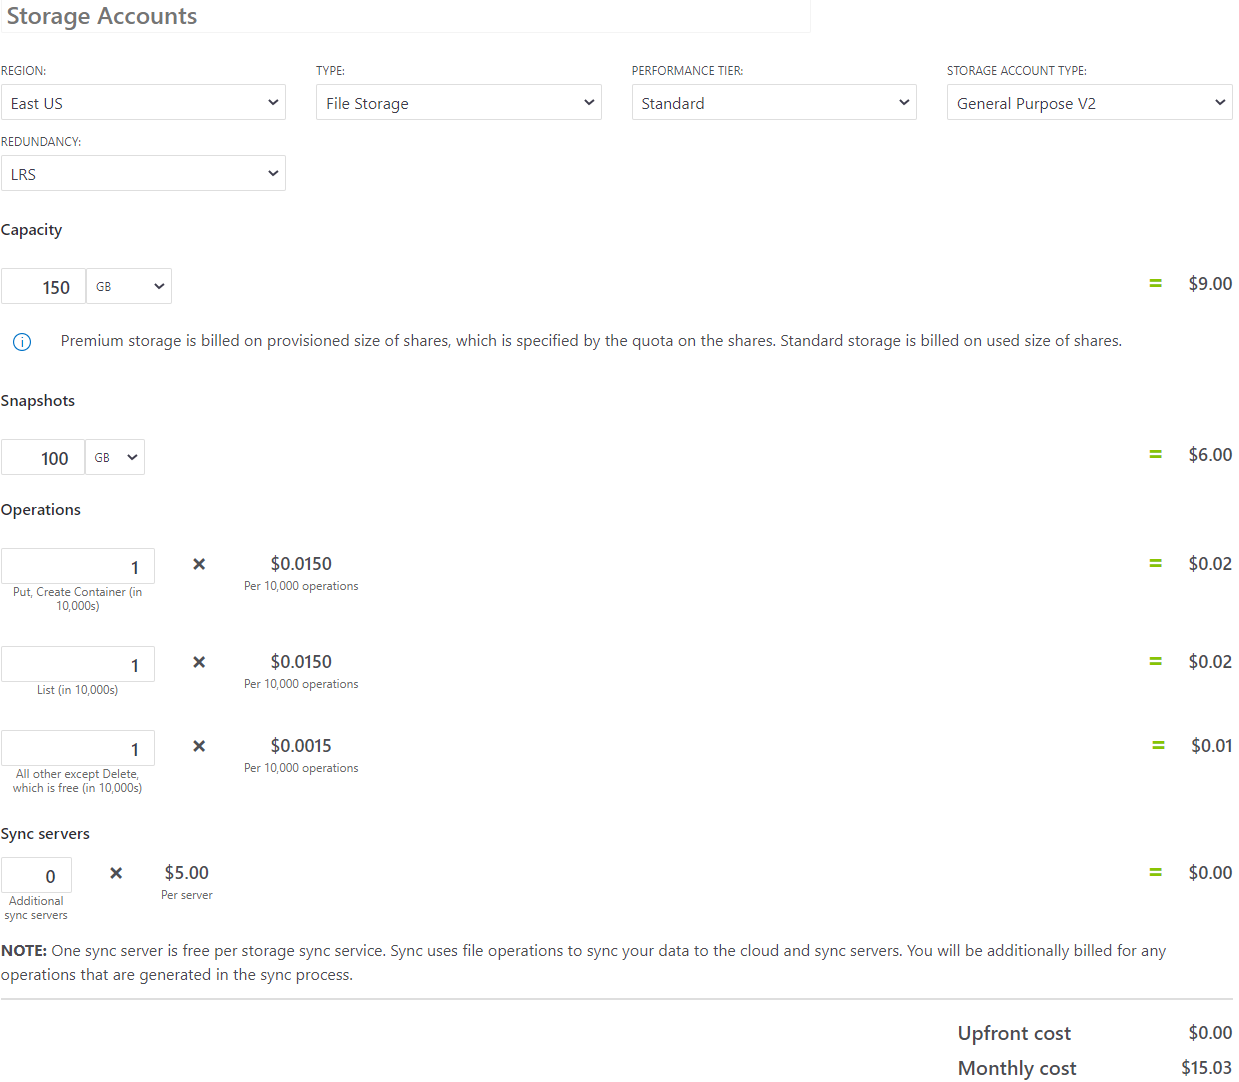 Storage Accounts
REGION:
TYPE:
PERFORMANCE TIER:
STORAGE ACCOUNT TYPE:
East US
File Storage
Standard
General Purpose V2
REDUNDANCY:
LRS
Capacity
150 GB = $9.00
Premium storage is billed on provisioned size of shares, which is specified by the quota on the shares. Standard storage is billed on used size of shares.
Snapshots
100 GB = $6.00
Operations
1 × $0.0150 = $0.02
Per 10,000 operations
Put, Create Container (in
10,000s)
1 × $0.0150 = $0.02
Per 10,000 operations
List (in 10,000s)
1 × $0.0015 = $0.01
Per 10,000 operations
All other except Delete,
which is free (in 10,000s)
Sync servers
0 × $5.00 = $0.00
Per server
Additional
sync servers
NOTE: One sync server is free per storage sync service. Sync uses file operations to sync your data to the cloud and sync servers. You will be additionally billed for any
operations that are generated in the sync process.
Upfront cost $0.00
Monthly cost $15.03